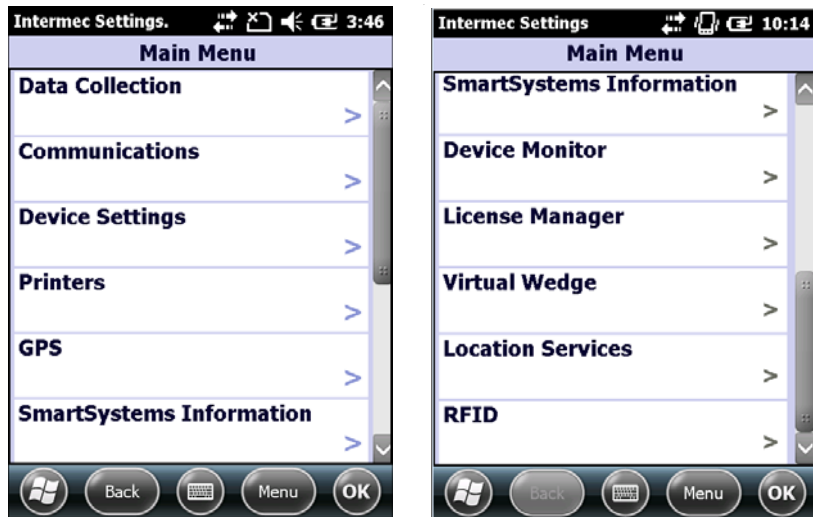 Intermec Settings. 3:46
Main Menu
Data Collection
>
Communications
>
Device Settings
>
Printers
>
GPS
>
SmartSystems Information
>
Back Menu OK
Intermec Settings 10:14
Main Menu
SmartSystems Information
>
Device Monitor
>
License Manager
>
Virtual Wedge
>
Location Services
>
RFID
>
Back Menu OK